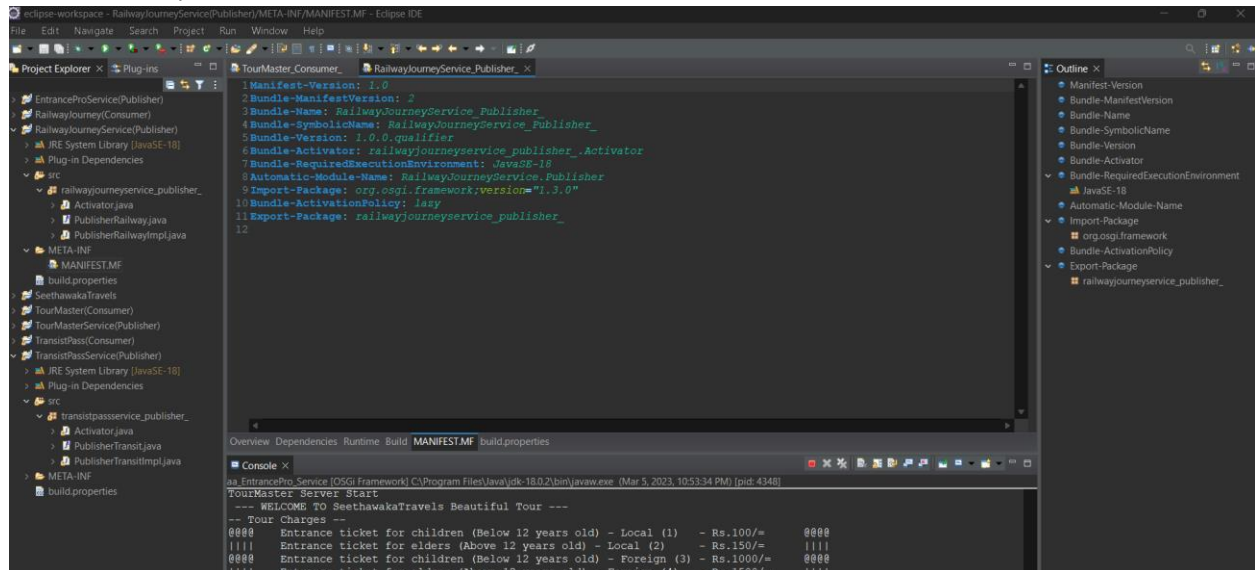 eclipse-workspace - RailwayJourneyService(Publisher)/META-INF/MANIFEST.MF - Eclipse IDE
File Edit Navigate Search Project Run Window Help
Project Explorer × Plug-ins
EntranceProService(Publisher)
RailwayJourney(Consumer)
RailwayJourneyService(Publisher)
JRE System Library [JavaSE-18]
Plug-in Dependencies
src
railwayjourneyservice_publisher_
Activator.java
PublisherRailway.java
PublisherRailwayImpl.java
META-INF
MANIFEST.MF
build.properties
SeethawakaTravels
TourMaster(Consumer)
TourMasterService(Publisher)
TransistPass(Consumer)
TransistPassService(Publisher)
JRE System Library [JavaSE-18]
Plug-in Dependencies
src
transistpassservice_publisher_
Activator.java
PublisherTransit.java
PublisherTransitImpl.java
META-INF
build.properties
TourMaster_Consumer_ RailwayJourneyService_Publisher_ ×
1 Manifest-Version: 1.0
2 Bundle-ManifestVersion: 2
3 Bundle-Name: RailwayJourneyService_Publisher_
4 Bundle-SymbolicName: RailwayJourneyService_Publisher_
5 Bundle-Version: 1.0.0.qualifier
6 Bundle-Activator: railwayjourneyservice_publisher_.Activator
7 Bundle-RequiredExecutionEnvironment: JavaSE-18
8 Automatic-Module-Name: RailwayJourneyService.Publisher
9 Import-Package: org.osgi.framework;version="1.3.0"
10 Bundle-ActivationPolicy: lazy
11 Export-Package: railwayjourneyservice_publisher_
12
Overview Dependencies Runtime Build MANIFEST.MF build.properties
Console ×
aa_EntrancePro_Service [OSGi Framework] C:\Program Files\Java\jdk-18.0.2\bin\javaw.exe (Mar 5, 2023, 10:53:34 PM) [pid: 4348]
TourMaster Server Start
--- WELCOME TO SeethawakaTravels Beautiful Tour ---
-- Tour Charges --
@@@@ Entrance ticket for children (Below 12 years old) - Local (1) - Rs.100/= @@@@
|||| Entrance ticket for elders (Above 12 years old) - Local (2) - Rs.150/= ||||
@@@@ Entrance ticket for children (Below 12 years old) - Foreign (3) - Rs.1000/= @@@@
Outline ×
Manifest-Version
Bundle-ManifestVersion
Bundle-Name
Bundle-SymbolicName
Bundle-Version
Bundle-Activator
Bundle-RequiredExecutionEnvironment
JavaSE-18
Automatic-Module-Name
Import-Package
org.osgi.framework
Bundle-ActivationPolicy
Export-Package
railwayjourneyservice_publisher_